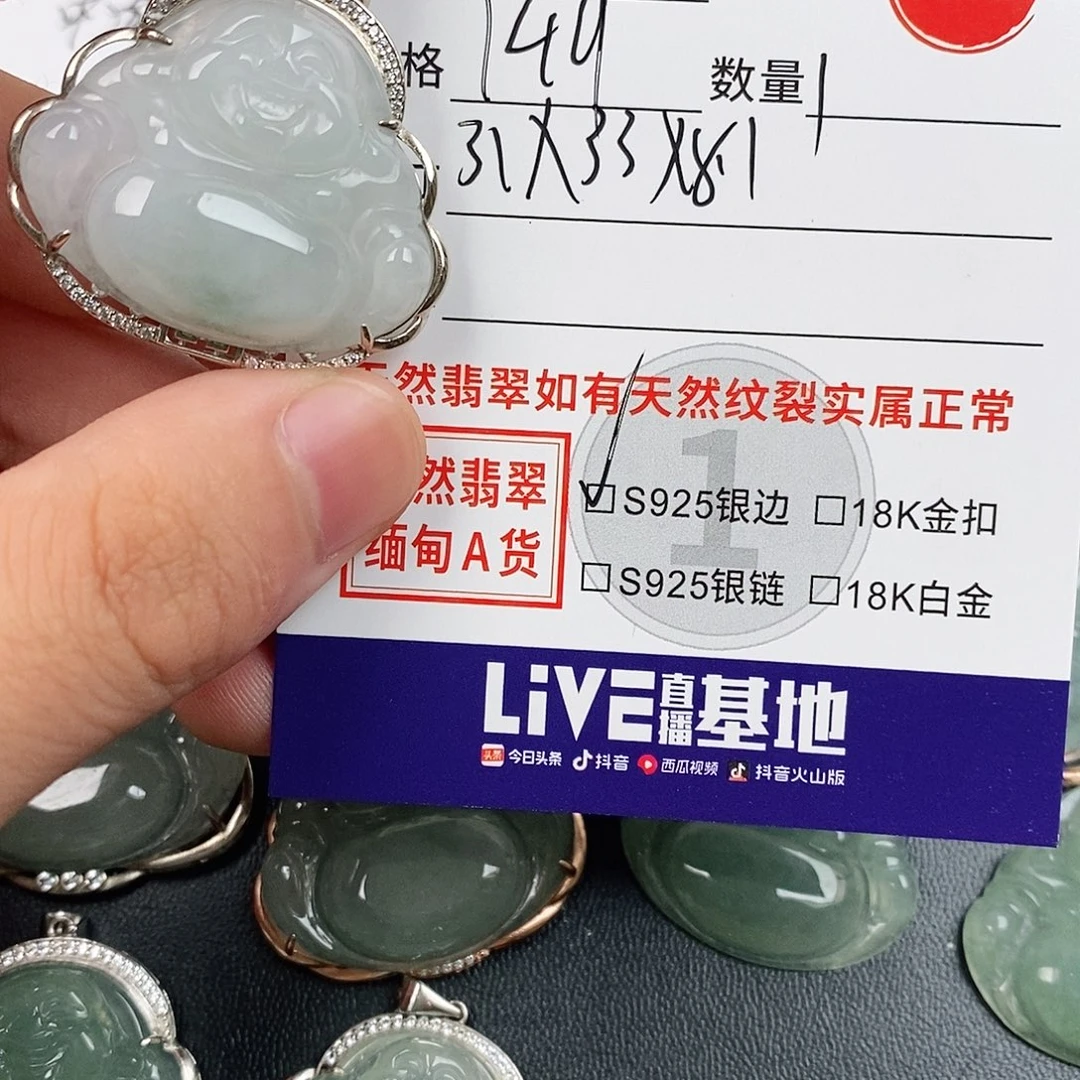 格 149 数量 1
31X33X8.1
天然翡翠如有天然纹裂实属正常
然翡翠
缅甸A货
S925银边 18K金扣
S925银链 18K白金
1
LiVE直播基地
头条 今日头条 抖音 西瓜视频 抖音火山版